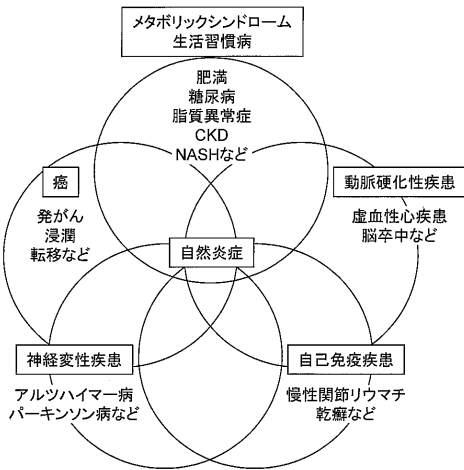 メタボリックシンドローム
生活習慣病
肥満
糖尿病
脂質異常症
CKD
NASHなど
癌
発がん
浸潤
転移など
動脈硬化性疾患
虚血性心疾患
脳卒中など
自然炎症
神経変性疾患
アルツハイマー病
パーキンソン病など
自己免疫疾患
慢性関節リウマチ
乾癬など